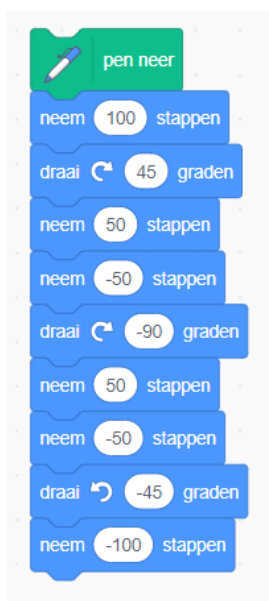 pen neer
neem 100 stappen
draai 45 graden
neem 50 stappen
neem -50 stappen
draai -90 graden
neem 50 stappen
neem -50 stappen
draai -45 graden
neem -100 stappen